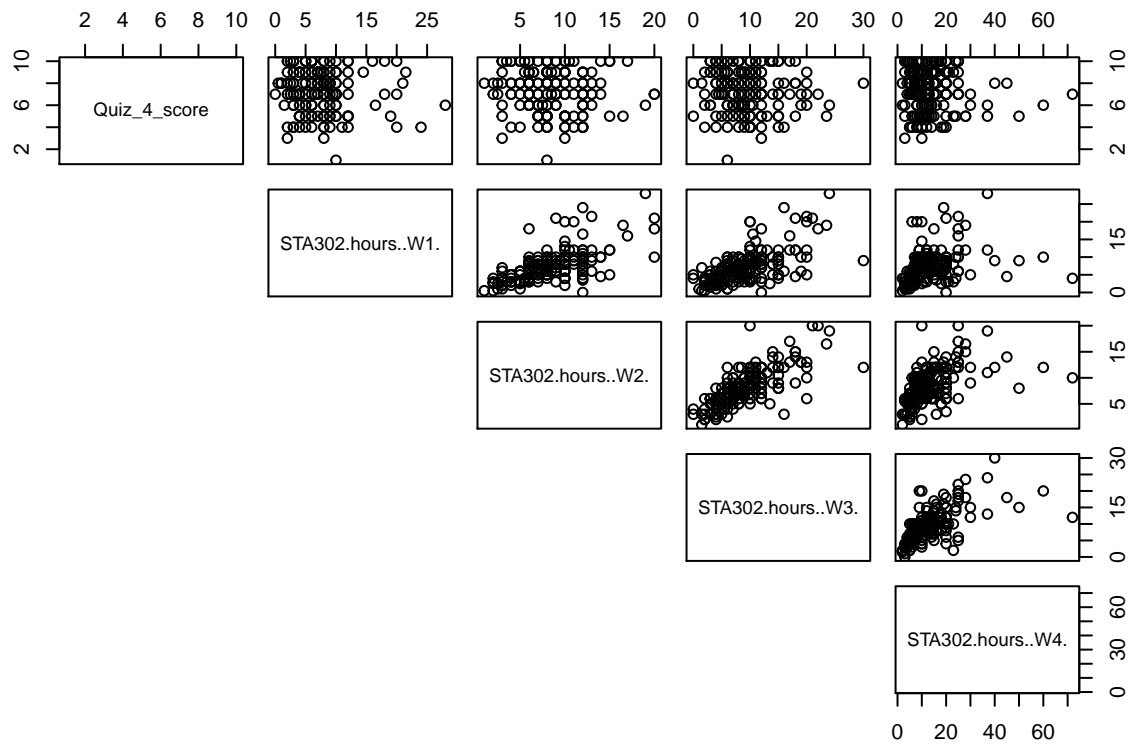 2 4 6 8 10
0 5 15 25
5 10 15 20
0 10 20 30
0 20 40 60
2 6 10
Quiz_4_score
2 4 6 8 10
STA302.hours..W1.
0 15
STA302.hours..W2.
5 15
STA302.hours..W3.
0 15 30
STA302.hours..W4.
0 30 60
0 20 40 60